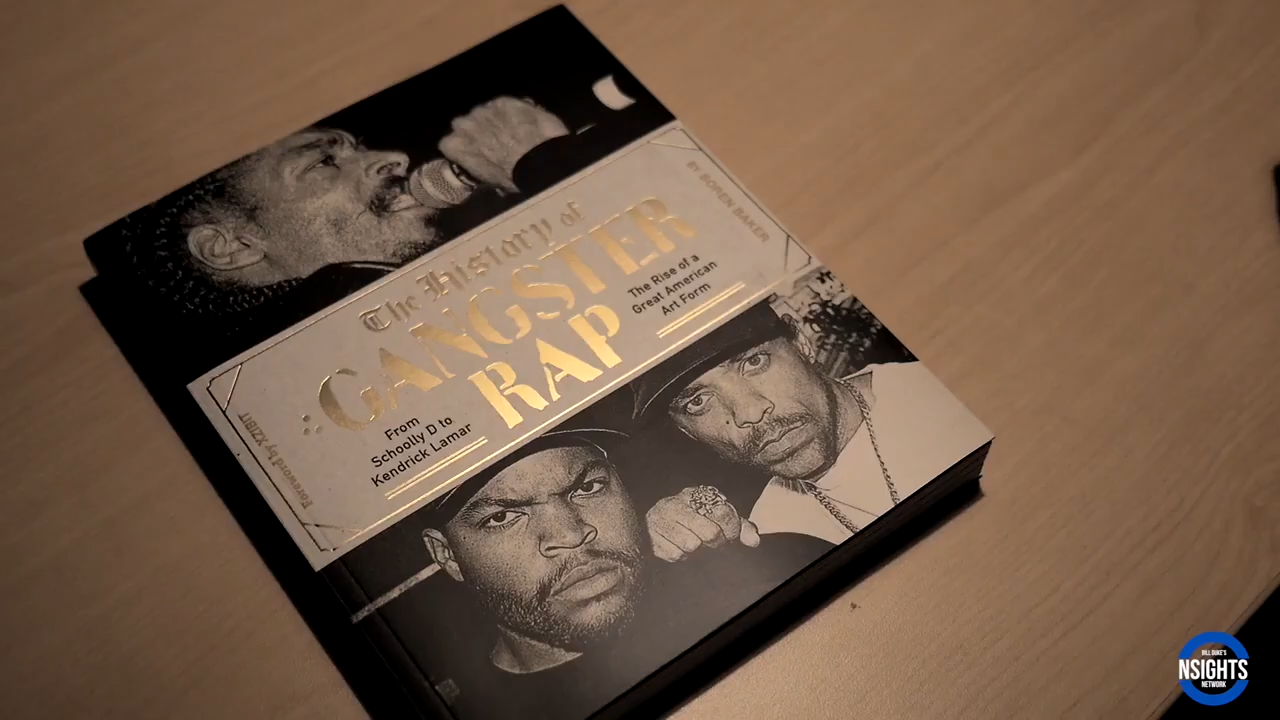 The History of
GANGSTER
RAP
From
Schoolly D to
Kendrick Lamar
The Rise of a
Great American
Art Form
BY SOREN BAKER
Foreword by XZIBIT
BILL DUKE'S
NSIGHTS
NETWORK